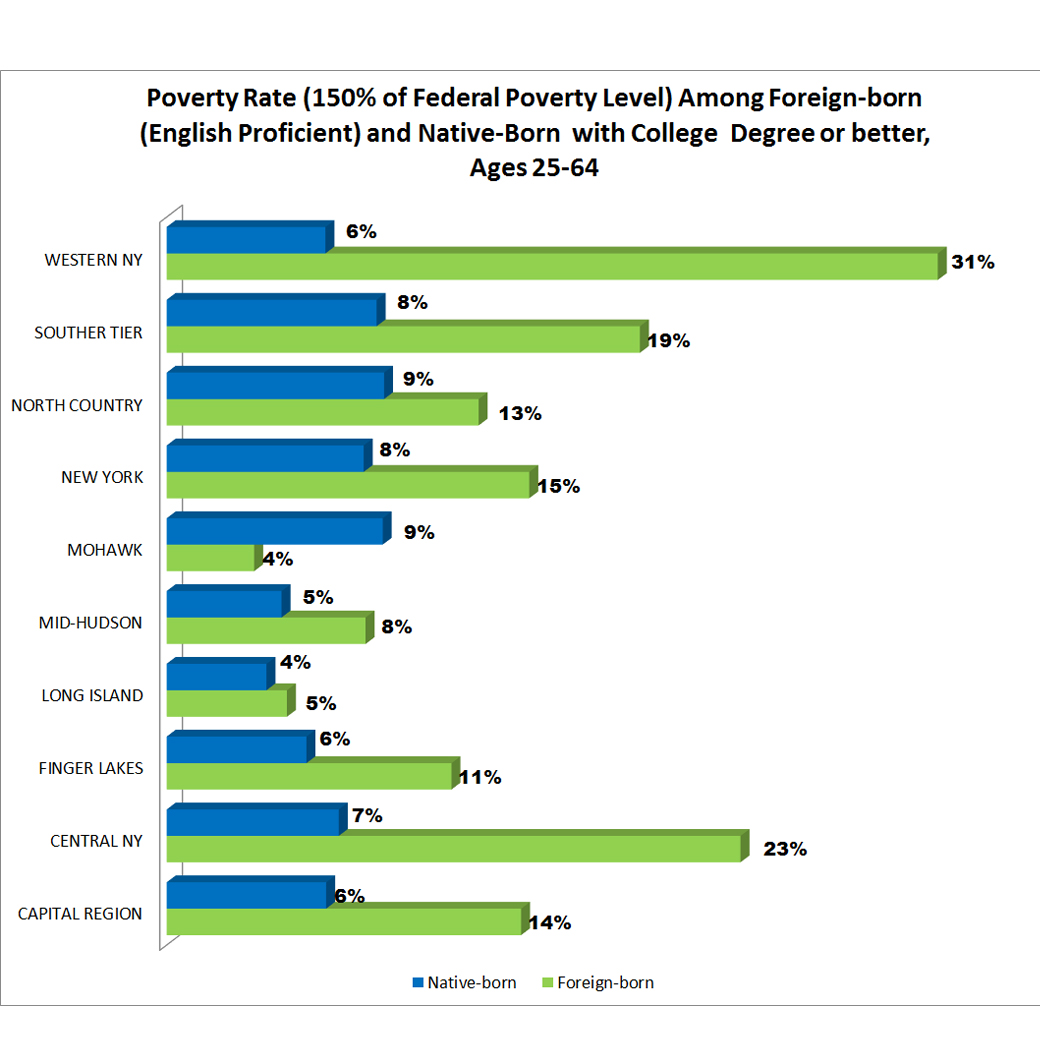 Poverty Rate (150% of Federal Poverty Level) Among Foreign-born
(English Proficient) and Native-Born with College Degree or better,
Ages 25-64
WESTERN NY
6%
31%
SOUTHER TIER
8%
19%
NORTH COUNTRY
9%
13%
NEW YORK
8%
15%
MOHAWK
9%
4%
MID-HUDSON
5%
8%
LONG ISLAND
4%
5%
FINGER LAKES
6%
11%
CENTRAL NY
7%
23%
CAPITAL REGION
6%
14%
Native-born Foreign-born